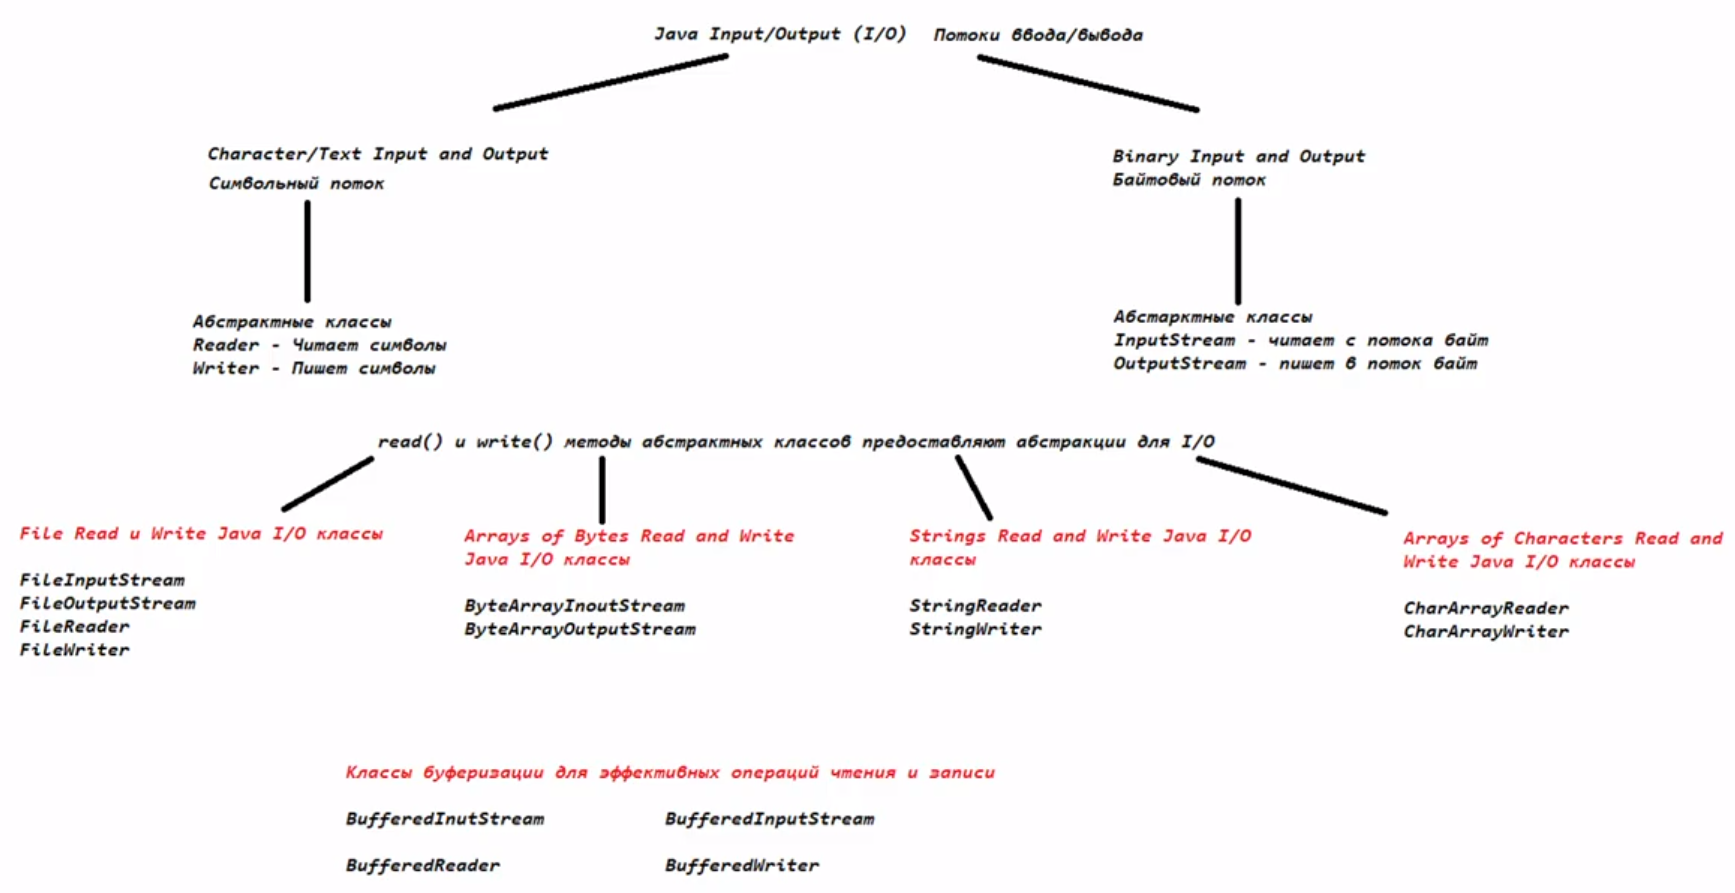 Java Input/Output (I/O) Потоки ввода/вывода
Character/Text Input and Output
Символьный поток
Binary Input and Output
Байтовый поток
Абстрактные классы
Reader - Читает символы
Writer - Пишет символы
Абстарктные классы
InputStream - читает с потока байт
OutputStream - пишет в поток байт
read() и write() методы абстрактных классов предоставляют абстракции для I/O
File Read и Write Java I/O классы
FileInputStream
FileOutputStream
FileReader
FileWriter
Arrays of Bytes Read and Write
Java I/O классы
ByteArrayInoutStream
ByteArrayOutputStream
Strings Read and Write Java I/O
классы
StringReader
StringWriter
Arrays of Characters Read and
Write Java I/O классы
CharArrayReader
CharArrayWriter
Классы буферизации для эффективных операций чтения и записи
BufferedInutStream BufferedInputStream
BufferedReader BufferedWriter